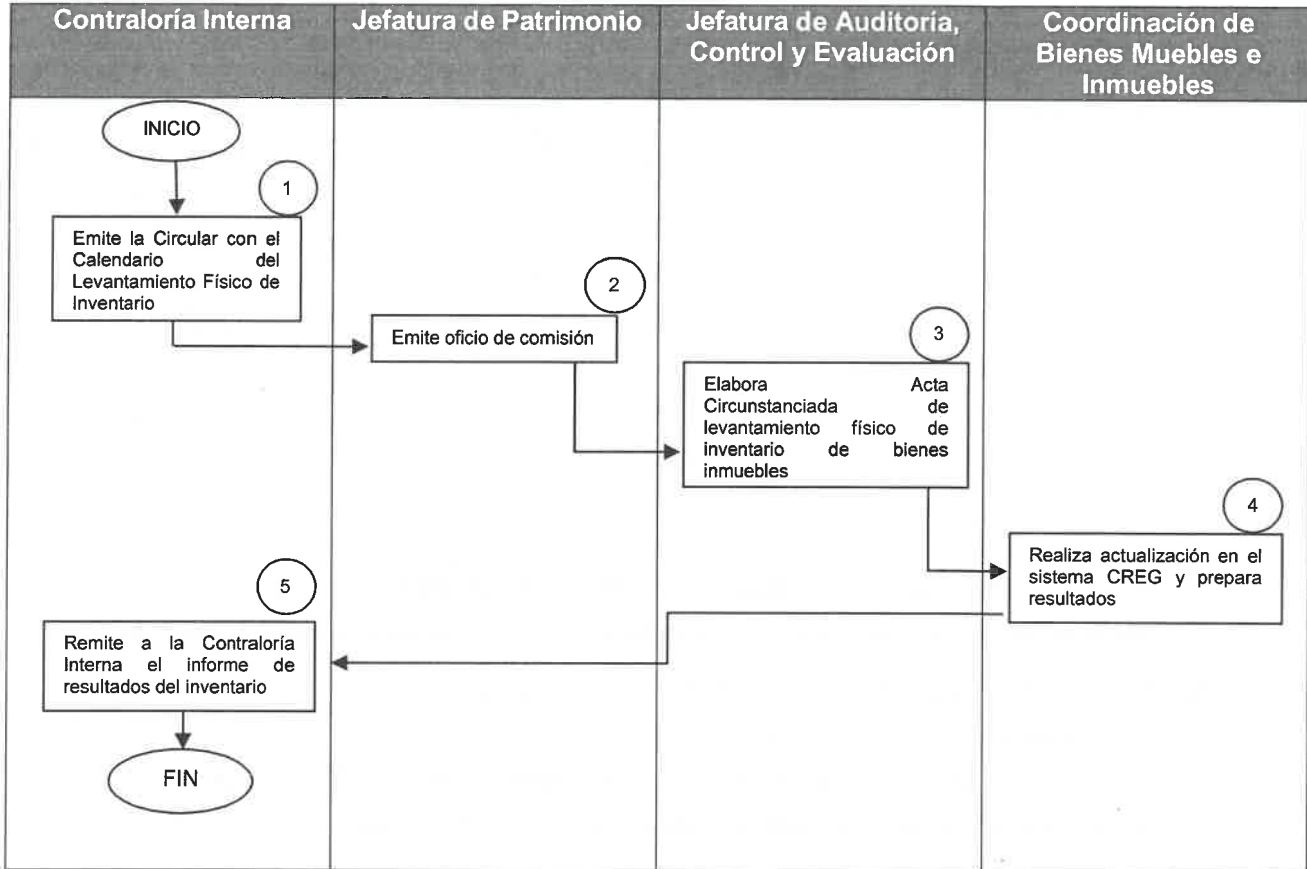 Contraloría Interna
Jefatura de Patrimonio
Jefatura de Auditoría,
Control y Evaluación
Coordinación de
Bienes Muebles e
Inmuebles
INICIO
1
Emite la Circular con el
Calendario del
Levantamiento Físico de
Inventario
2
Emite oficio de comisión
3
Elabora Acta
Circunstanciada de
levantamiento físico de
inventario de bienes
inmuebles
4
Realiza actualización en el
sistema CREG y prepara
resultados
5
Remite a la Contraloría
Interna el informe de
resultados del inventario
FIN